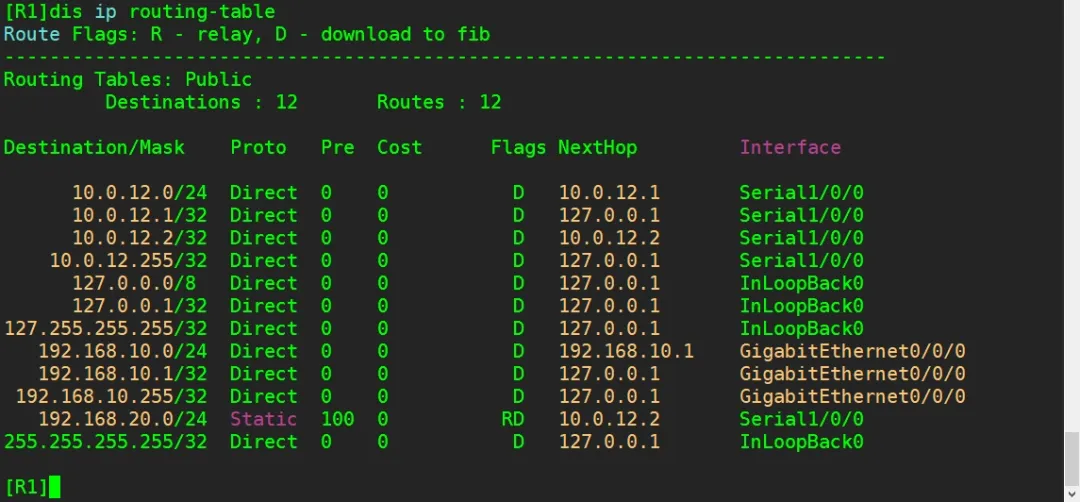 [R1]dis ip routing-table
Route Flags: R - relay, D - download to fib
------------------------------------------------------------------------------
Routing Tables: Public
         Destinations : 12       Routes : 12

Destination/Mask    Proto   Pre  Cost      Flags NextHop         Interface

      10.0.12.0/24  Direct  0    0           D   10.0.12.1       Serial1/0/0
      10.0.12.1/32  Direct  0    0           D   127.0.0.1       Serial1/0/0
      10.0.12.2/32  Direct  0    0           D   10.0.12.2       Serial1/0/0
    10.0.12.255/32  Direct  0    0           D   127.0.0.1       Serial1/0/0
      127.0.0.0/8   Direct  0    0           D   127.0.0.1       InLoopBack0
      127.0.0.1/32  Direct  0    0           D   127.0.0.1       InLoopBack0
127.255.255.255/32  Direct  0    0           D   127.0.0.1       InLoopBack0
   192.168.10.0/24  Direct  0    0           D   192.168.10.1    GigabitEthernet0/0/0
   192.168.10.1/32  Direct  0    0           D   127.0.0.1       GigabitEthernet0/0/0
 192.168.10.255/32  Direct  0    0           D   127.0.0.1       GigabitEthernet0/0/0
   192.168.20.0/24  Static  100  0          RD   10.0.12.2       Serial1/0/0
255.255.255.255/32  Direct  0    0           D   127.0.0.1       InLoopBack0

[R1]